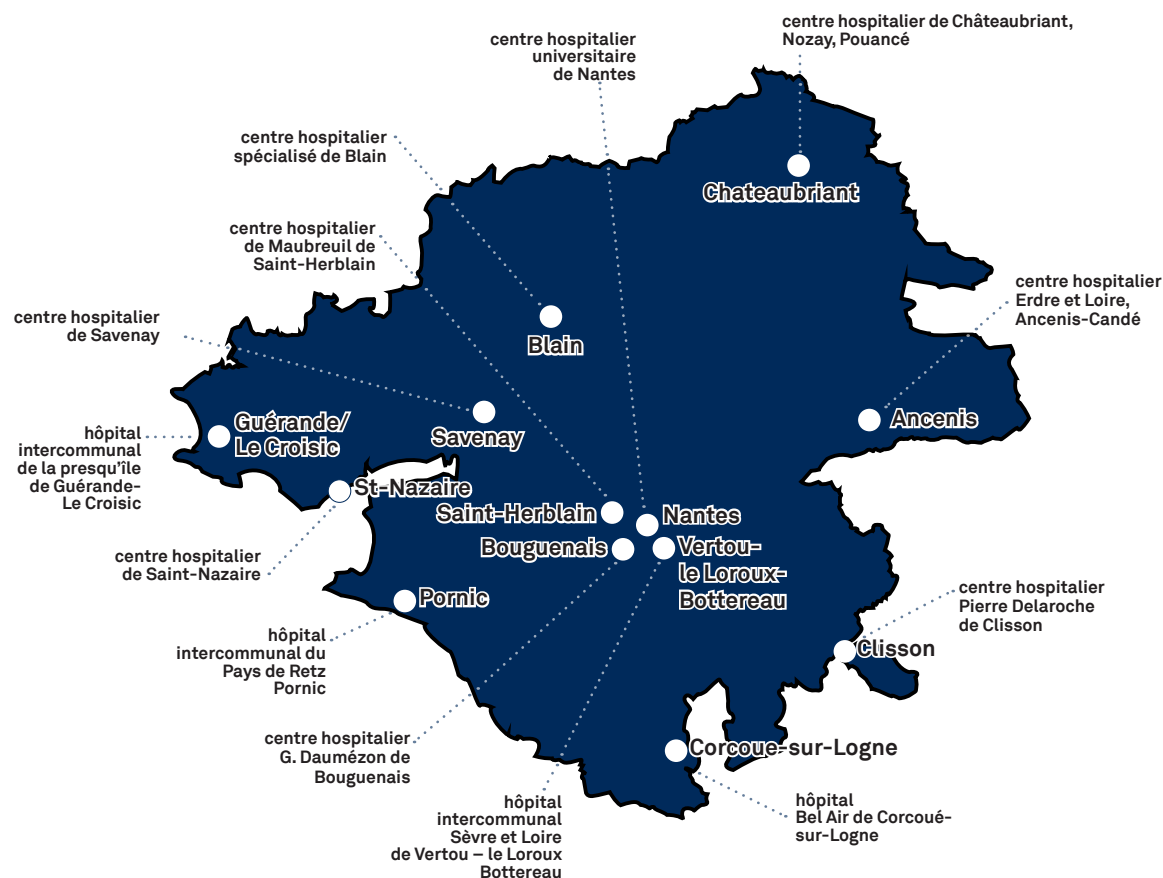 centre hospitalier de Châteaubriant,
Nozay, Pouancé
centre hospitalier
universitaire
de Nantes
centre hospitalier
spécialisé de Blain
Chateaubriant
centre hospitalier
de Maubreuil de
Saint-Herblain
centre hospitalier
Erdre et Loire,
Ancenis-Candé
centre hospitalier
de Savenay
Blain
Guérande/
Le Croisic
Savenay
Ancenis
hôpital
intercommunal
de la presqu’île
de Guérande-
Le Croisic
St-Nazaire
Saint-Herblain
Nantes
Bouguenais
Vertou-
le Loroux-
Bottereau
centre hospitalier
de Saint-Nazaire
Pornic
centre hospitalier
Pierre Delaroche
de Clisson
hôpital
intercommunal du
Pays de Retz
Pornic
Clisson
centre hospitalier
G. Daumézon de
Bouguenais
Corcoue-sur-Logne
hôpital
intercommunal
Sèvre et Loire
de Vertou – le Loroux
Bottereau
hôpital
Bel Air de Corcoué-
sur-Logne